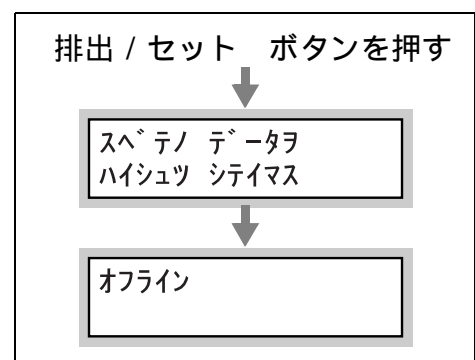 排出 / セット　ボタンを押す
スベテノ データヲ
ハイシュツ シテイマス
オフライン